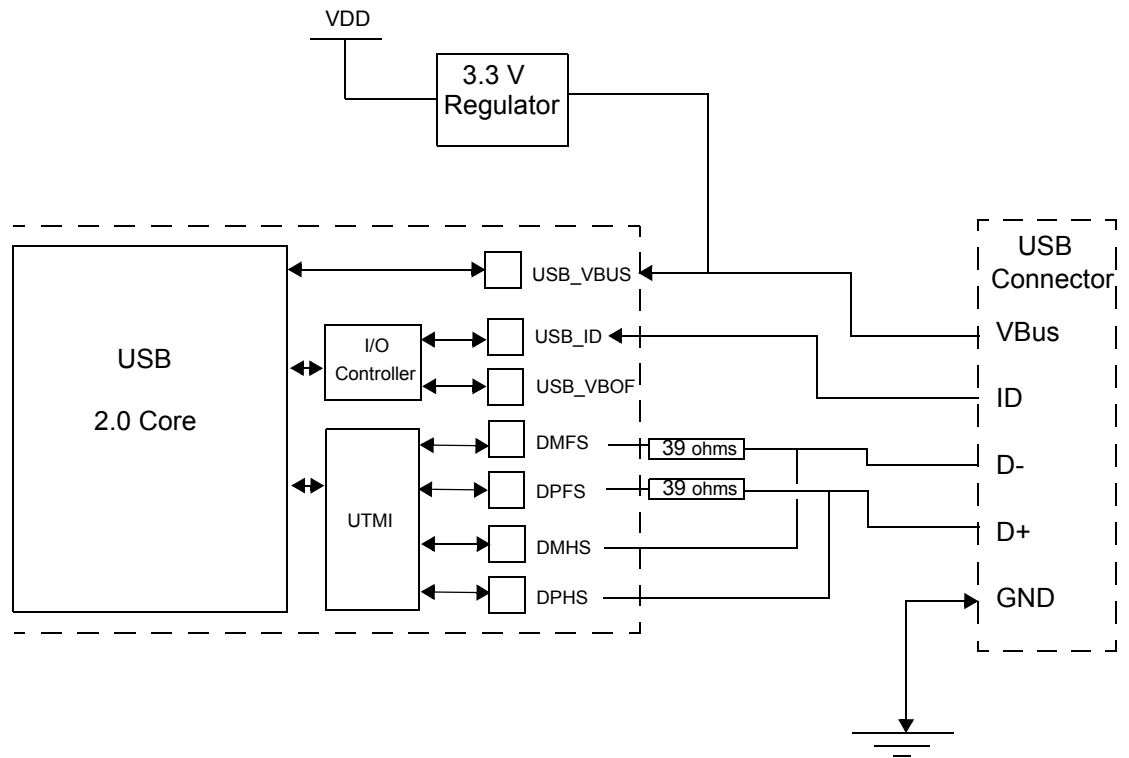 VDD
3.3 V
Regulator
USB
Connector
USB_VBUS
VBus
USB_ID
I/O
Controller
USB
2.0 Core
USB_VBOF
ID
DMFS
39 ohms
D-
DPFS
39 ohms
UTMI
D+
DMHS
DPHS
GND